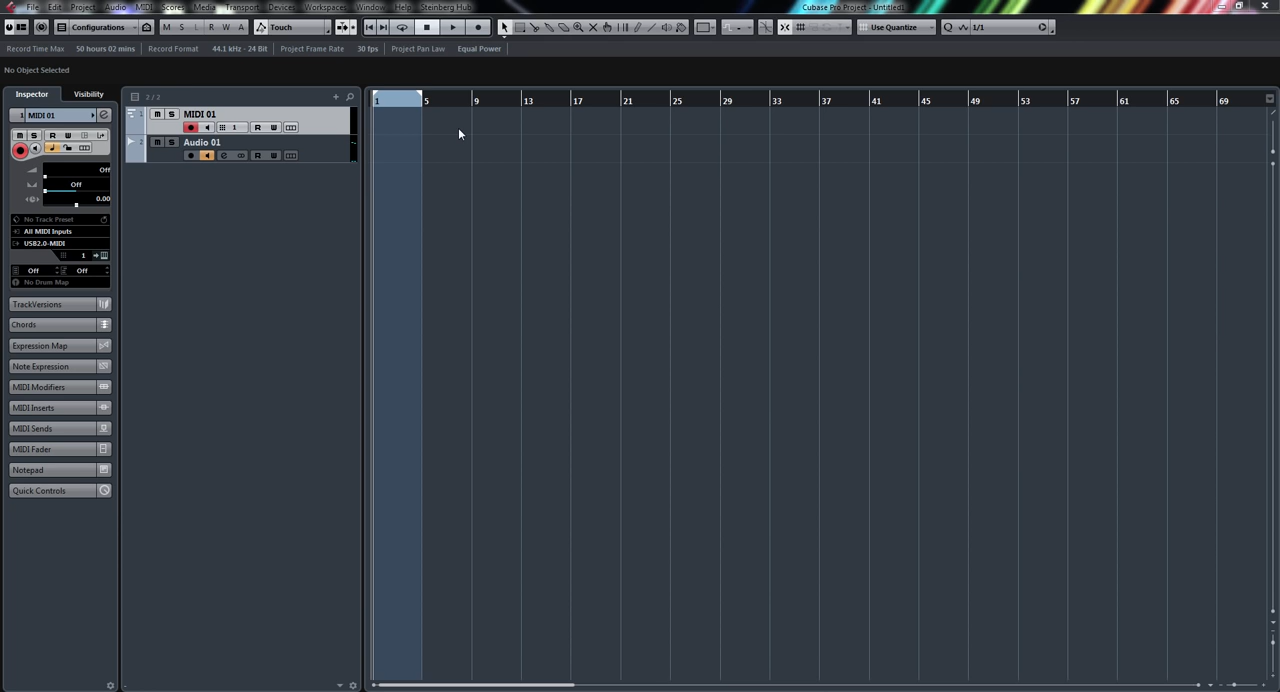 File Edit Project Audio MIDI Scores Media Transport Devices Workspaces Window Help Steinberg Hub
Cubase Pro Project - Untitled1
Configurations M S L R W A Touch Use Quantize Q 1/1
Record Time Max 50 hours 02 mins Record Format 44.1 kHz - 24 Bit Project Frame Rate 30 fps Project Pan Law Equal Power
No Object Selected
Inspector Visibility
2 / 2
1 5 9 13 17 21 25 29 33 37 41 45 49 53 57 61 65 69
1 MIDI 01
M S R W
Off
Off
0.00
No Track Preset
All MIDI Inputs
USB2.0-MIDI
1
Off Off
No Drum Map
TrackVersions
Chords
Expression Map
Note Expression
MIDI Modifiers
MIDI Inserts
MIDI Sends
MIDI Fader
Notepad
Quick Controls
1 M S MIDI 01
1 R W
2 M S Audio 01
e R W